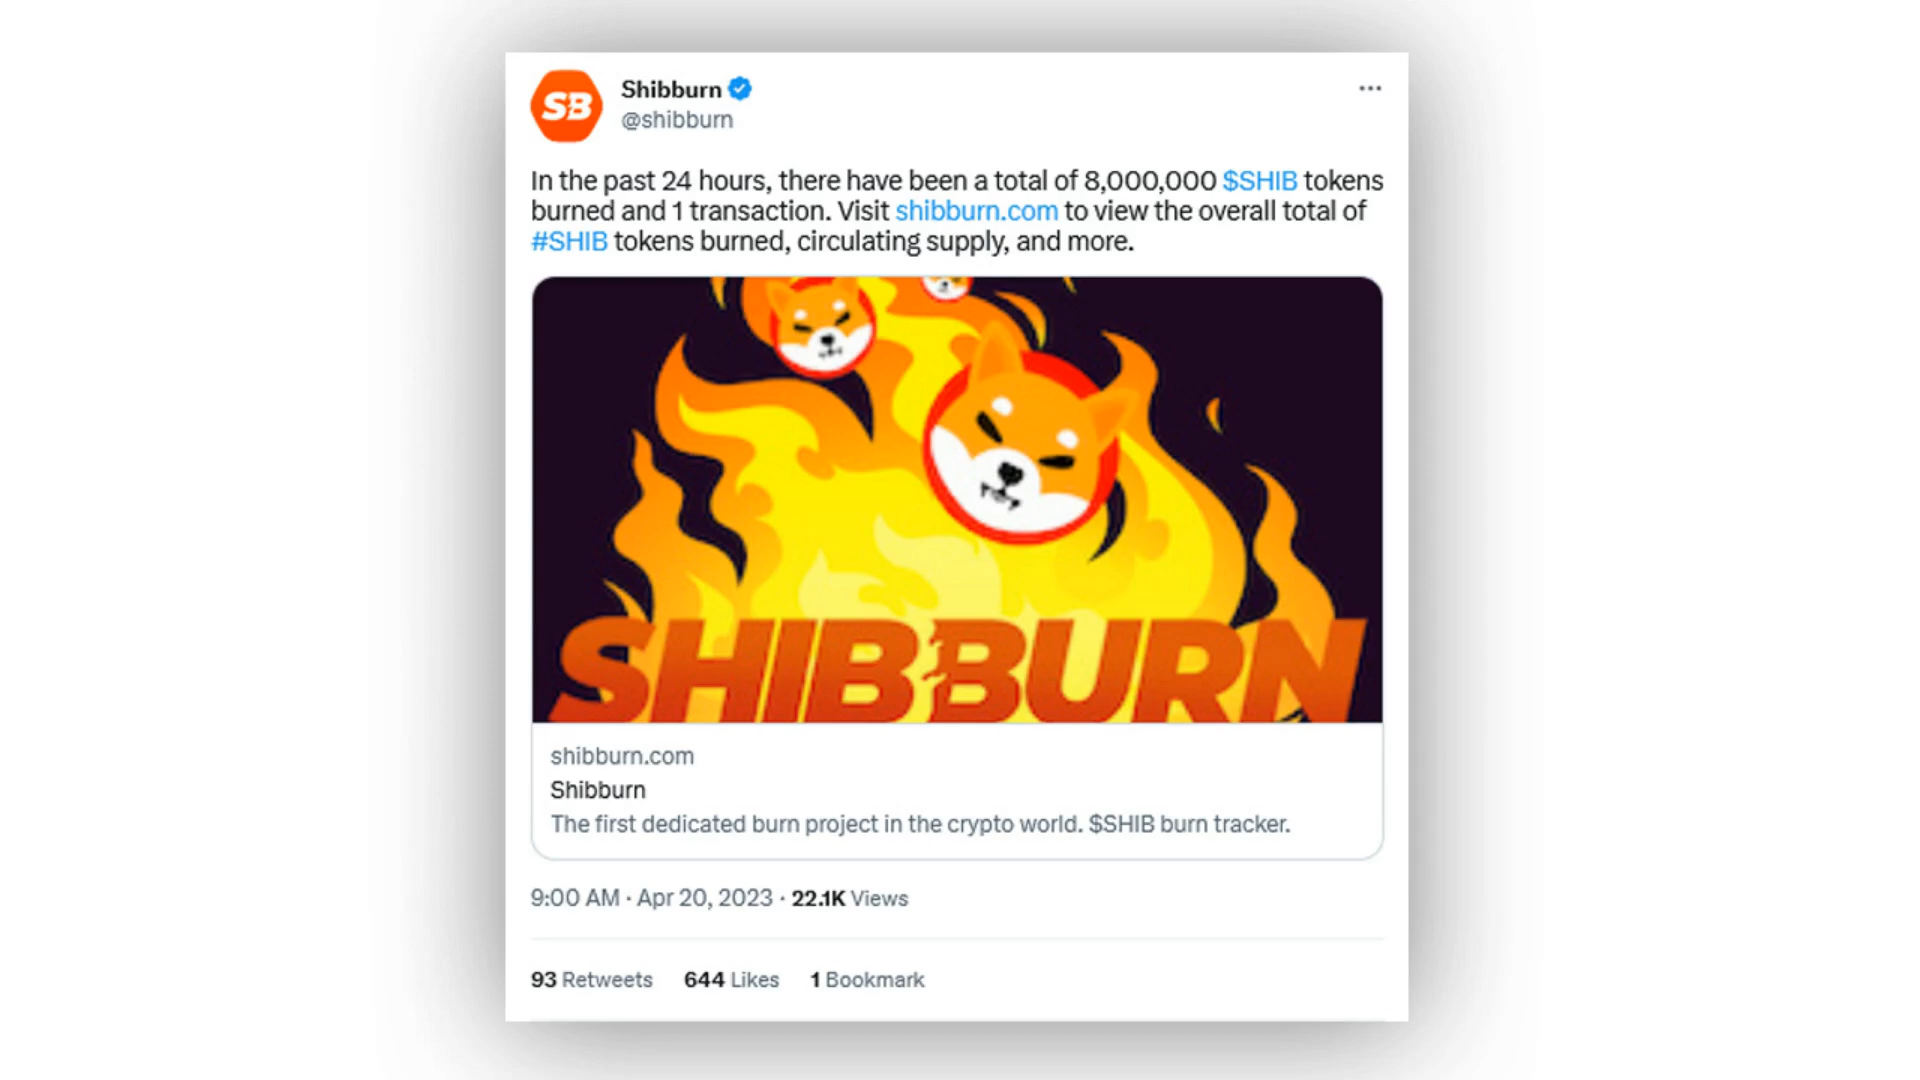 SB
Shibburn
@shibburn
In the past 24 hours, there have been a total of 8,000,000 $SHIB tokens
burned and 1 transaction. Visit shibburn.com to view the overall total of
#SHIB tokens burned, circulating supply, and more.
SHIBBURN
shibburn.com
Shibburn
The first dedicated burn project in the crypto world. $SHIB burn tracker.
9:00 AM · Apr 20, 2023 · 22.1K Views
93 Retweets 644 Likes 1 Bookmark